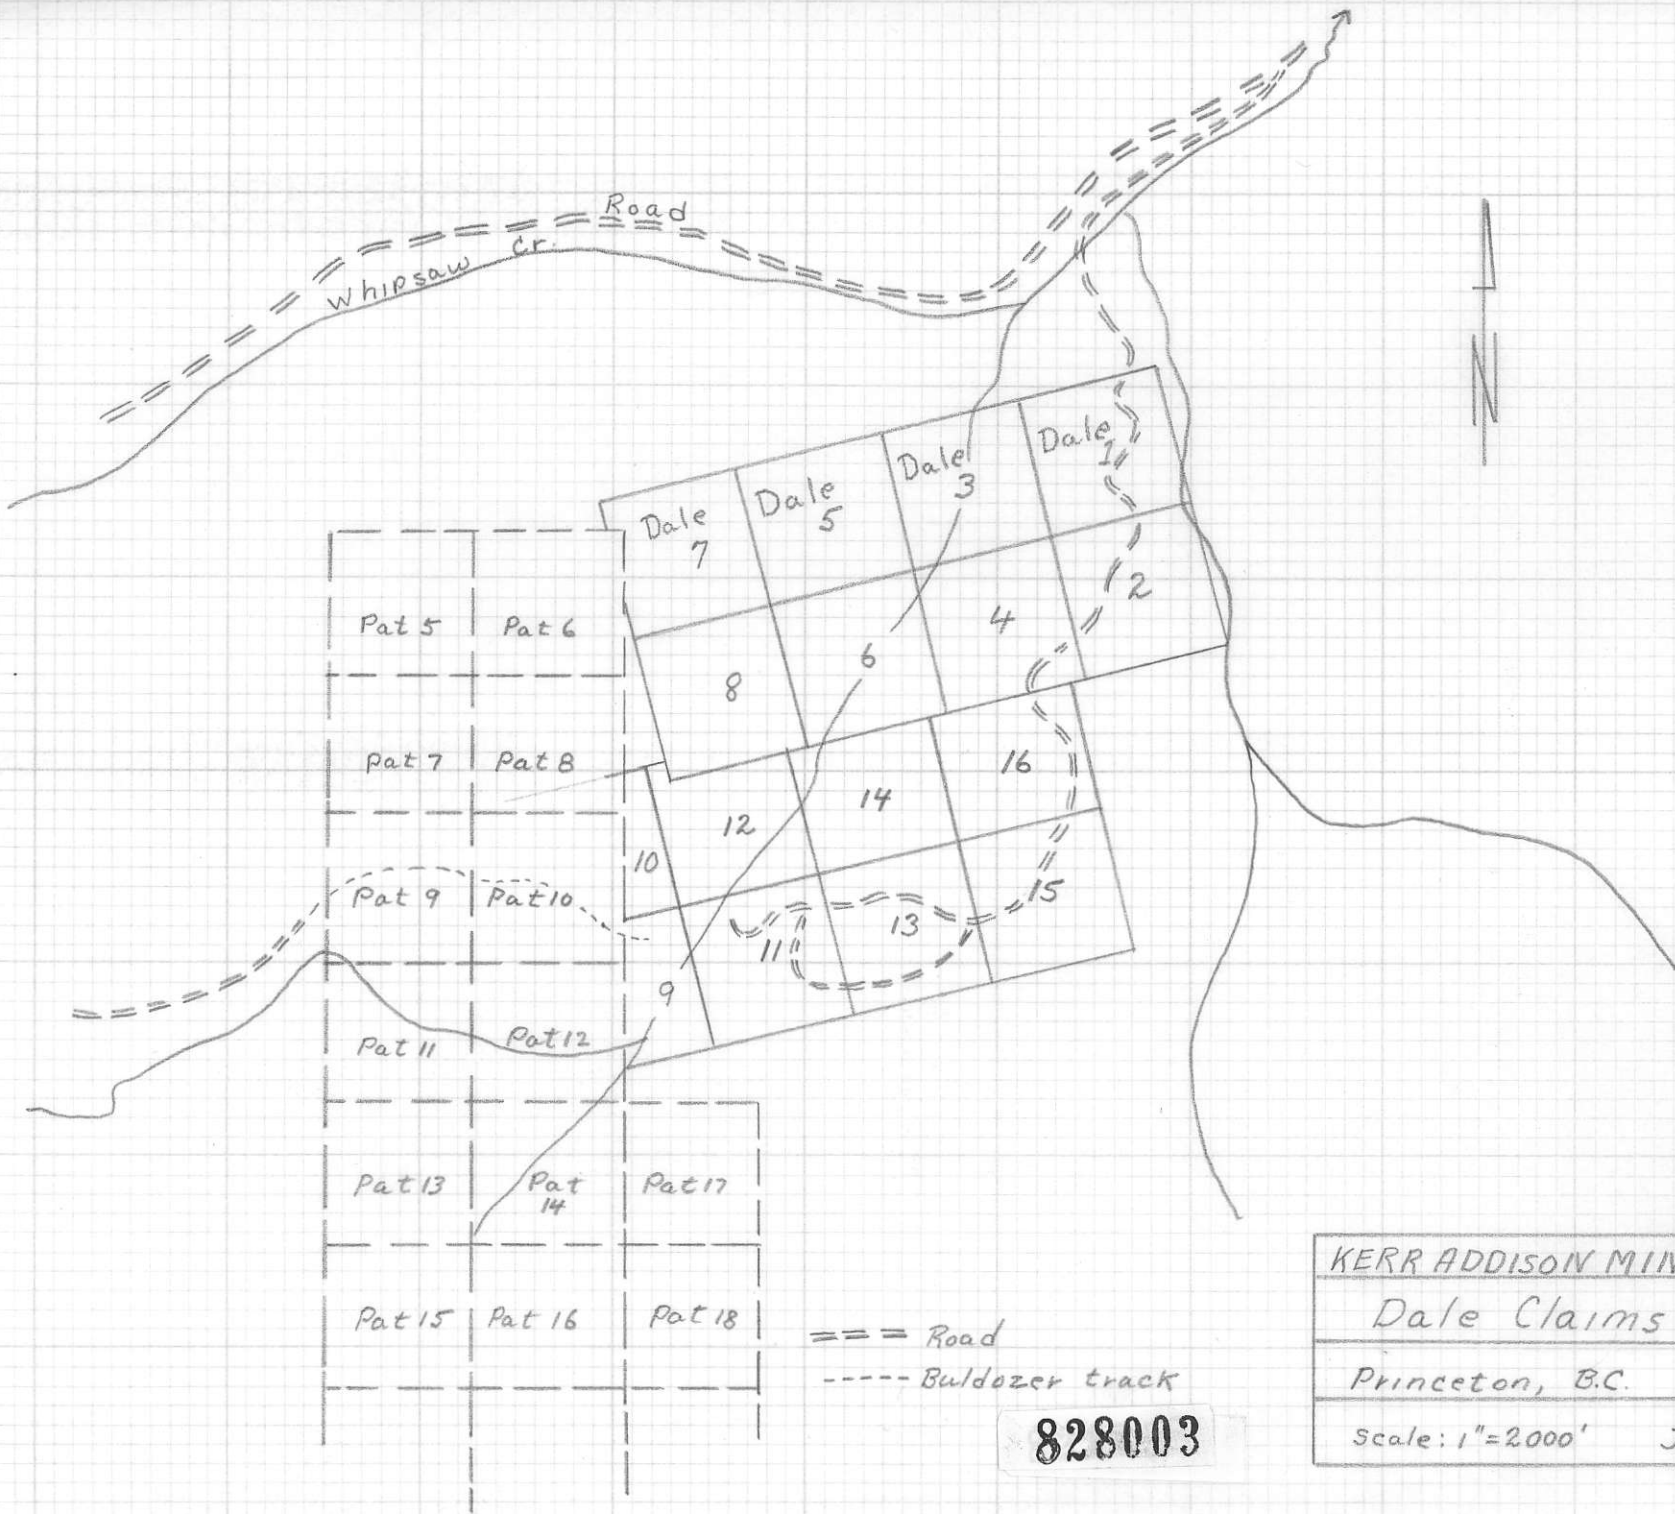 Road
Whipsaw Cr.
N
Dale 1
Dale 3
Dale 5
Dale 7
2
4
6
8
16
14
12
10
15
13
11
9
Pat 5
Pat 6
Pat 7
Pat 8
Pat 9
Pat 10
Pat 11
Pat 12
Pat 13
Pat 14
Pat 17
Pat 15
Pat 16
Pat 18
Road
Buldozer track
828003
KERR ADDISON MIN
Dale Claims
Princeton, B.C.
Scale: 1"=2000'